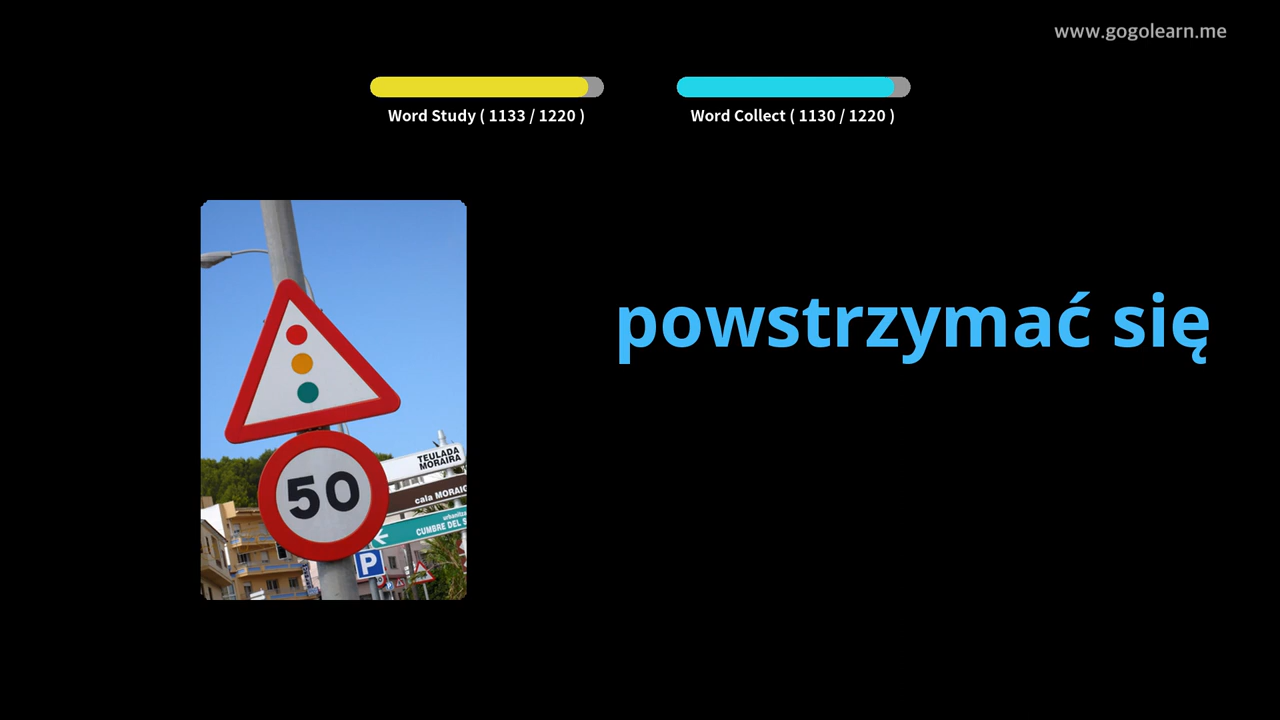 www.gogolearn.me
Word Study ( 1133 / 1220 )
Word Collect ( 1130 / 1220 )
powstrzymać się
50
TEULADA
MORAIRA
cala
CUMBRE DEL
P